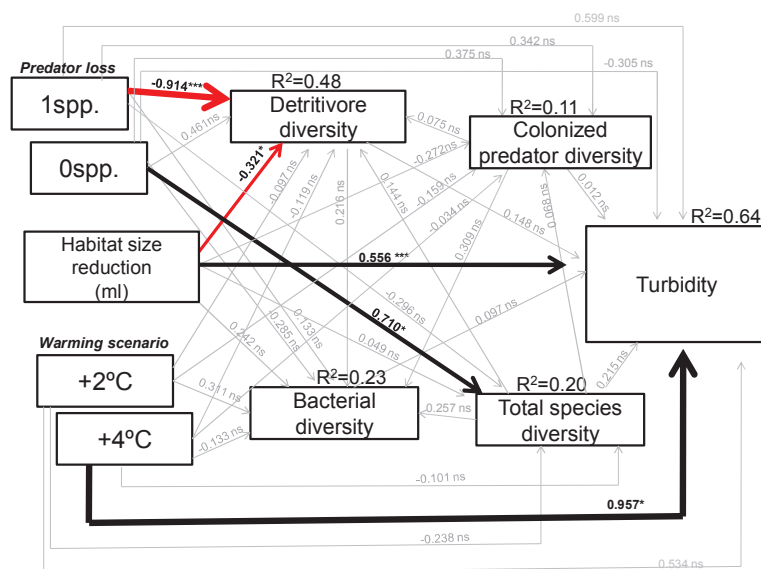 0.599 ns
0.342 ns
0.375 ns
-0.305 ns
Predator loss
1spp.
-0.914***
R²=0.48
Detritivore
diversity
0.075 ns
R²=0.11
Colonized
predator diversity
0spp.
0.461ns
-0.321*
-0.272ns
-0.097 ns
-0.119 ns
0.216 ns
0.144 ns
-0.159 ns
-0.034 ns
0.309 ns
0.148 ns
0.068 ns
0.012 ns
R²=0.64
Turbidity
Habitat size
reduction
(ml)
0.556 ***
0.710*
-0.296 ns
0.097 ns
0.242 ns
-0.285 ns
0.133 ns
0.049 ns
0.215 ns
Warming scenario
+2ºC
+4ºC
0.311 ns
-0.133 ns
R²=0.23
Bacterial
diversity
0.257 ns
R²=0.20
Total species
diversity
-0.101 ns
0.957*
-0.238 ns
0.534 ns